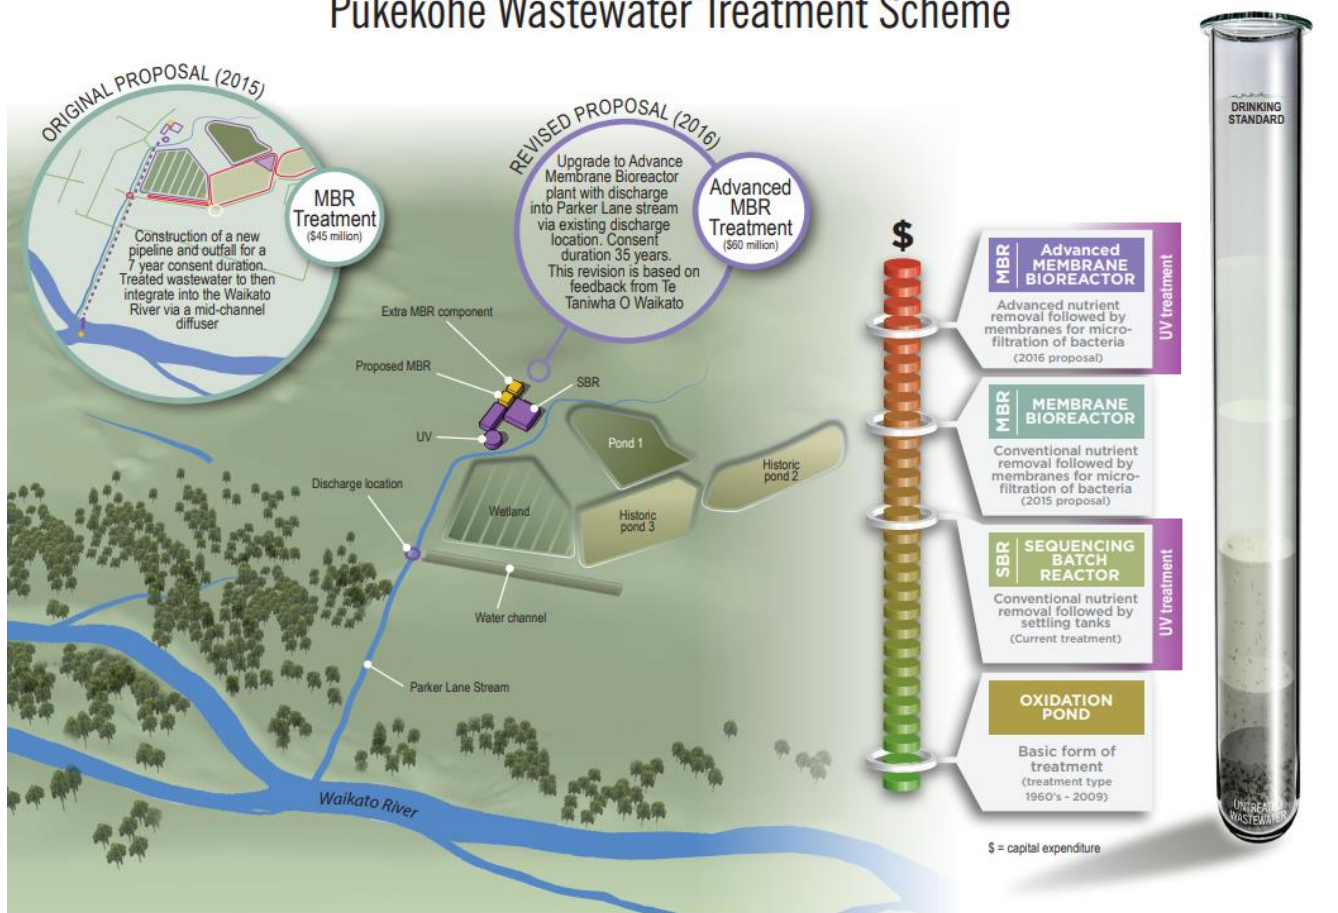 Pukekohe Wastewater Treatment Scheme
ORIGINAL PROPOSAL (2015)
MBR
Treatment
($45 million)
Construction of a new
pipeline and outfall for a
7 year consent duration.
Treated wastewater to then
integrate into the Waikato
River via a mid-channel
diffuser
REVISED PROPOSAL (2016)
Upgrade to Advance
Membrane Bioreactor
plant with discharge
into Parker Lane stream
via existing discharge
location. Consent
duration 35 years.
This revision is based on
feedback from Te
Taniwha O Waikato
Advanced
MBR
Treatment
($60 million)
Extra MBR component
Proposed MBR
SBR
UV
Pond 1
Historic
pond 2
Discharge location
Wetland
Historic
pond 3
Water channel
Parker Lane Stream
Waikato River
$
MBR
Advanced
MEMBRANE
BIOREACTOR
Advanced nutrient
removal followed by
membranes for micro-
filtration of bacteria
(2016 proposal)
UV treatment
MBR
MEMBRANE
BIOREACTOR
Conventional nutrient
removal followed by
membranes for micro-
filtration of bacteria
(2015 proposal)
SBR
SEQUENCING
BATCH
REACTOR
Conventional nutrient
removal followed by
settling tanks
(Current treatment)
UV treatment
OXIDATION
POND
Basic form of
treatment
(treatment type
1960's - 2009)
$ = capital expenditure
DRINKING
STANDARD
UNTREATED
WASTEWATER